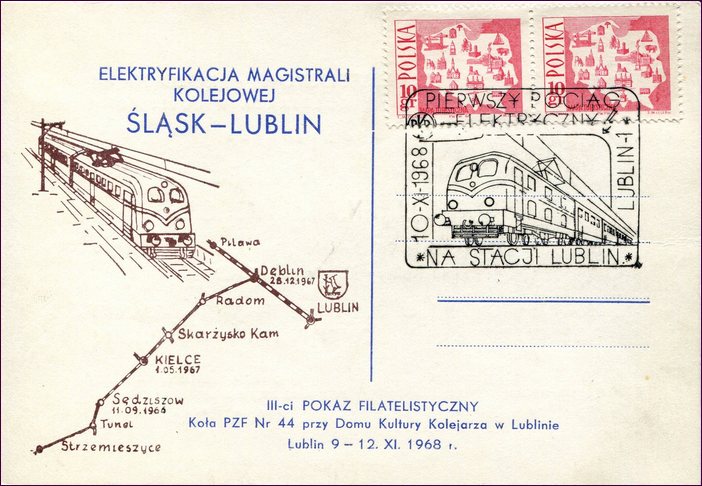 ELEKTRYFIKACJA MAGISTRALI
KOLEJOWEJ
ŚLĄSK–LUBLIN
POLSKA
10 gr
POLSKA
10 gr
PIERWSZY POCIĄG
ELEKTRYCZNY
10-XI-1968
LUBLIN-1
*NA STACJI LUBLIN.*
Pilawa
Dęblin
28.12.1967
LUBLIN
Radom
Skarżysko Kam
KIELCE
1.05.1967
Sędziszow
11.09.1966
Tunel
Strzemieszyce
III-ci POKAZ FILATELISTYCZNY
Koła PZF Nr 44 przy Domu Kultury Kolejarza w Lublinie
Lublin 9 – 12. XI. 1968 r.